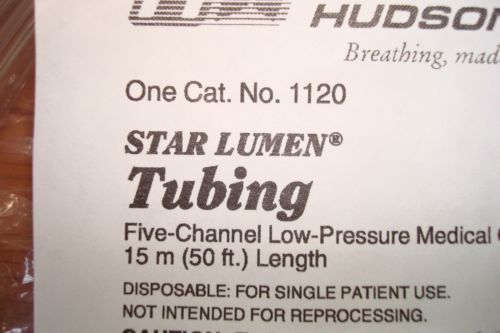 HUDSON
Breathing, mad
One Cat. No. 1120
STAR LUMEN®
Tubing
Five-Channel Low-Pressure Medical
15 m (50 ft.) Length
DISPOSABLE: FOR SINGLE PATIENT USE.
NOT INTENDED FOR REPROCESSING.